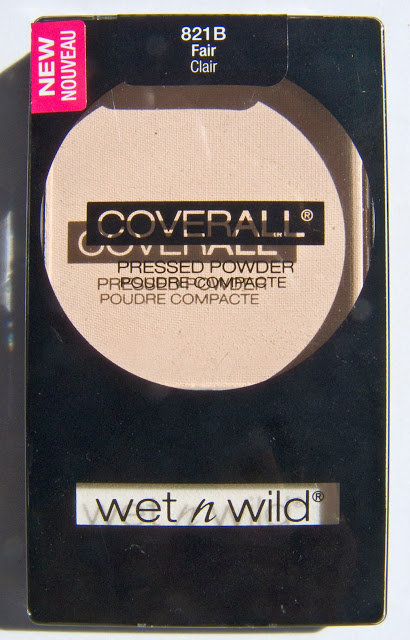 NEW
NOUVEAU
821B
Fair
Clair
COVERALL®
PRESSED POWDER
POUDRE COMPACTE
wet n wild®